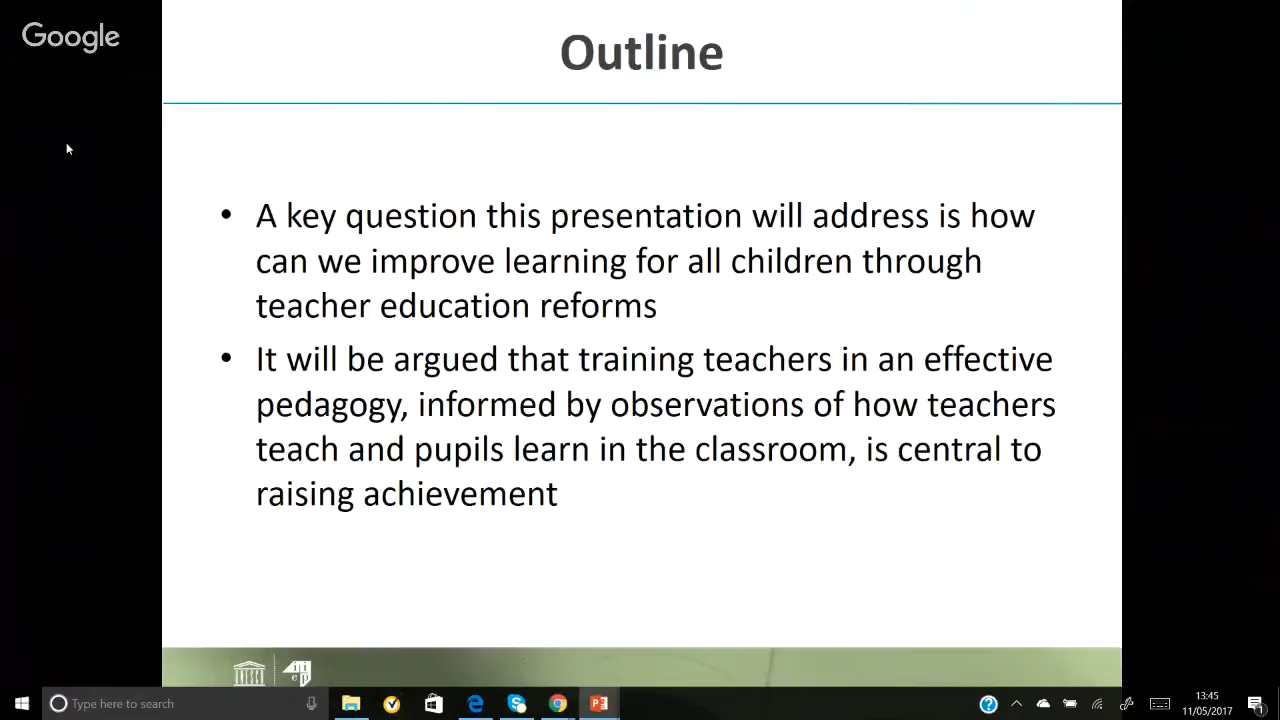 Google
Outline
• A key question this presentation will address is how
can we improve learning for all children through
teacher education reforms
• It will be argued that training teachers in an effective
pedagogy, informed by observations of how teachers
teach and pupils learn in the classroom, is central to
raising achievement
Type here to search
13:45
11/05/2017